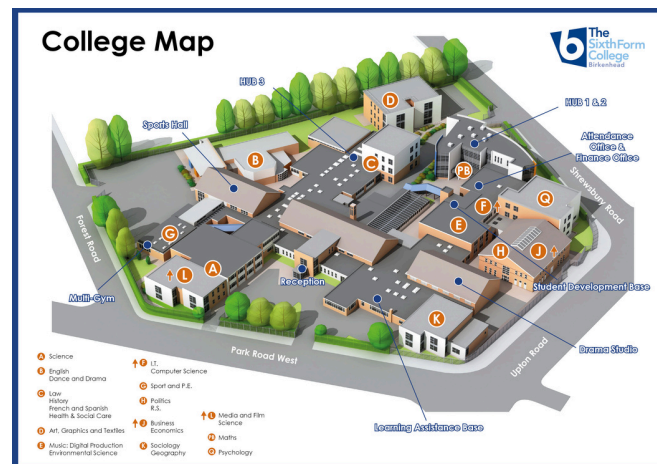 College Map
The
SixthForm
College
Birkenhead
HUB 3
HUB 1 & 2
D
Sports Hall
Attendance
Office &
Finance Office
B
C
PB
Shrewsbury Road
F
Q
Forest Road
G
E
H
J
L
A
Reception
Multi-Gym
Student Development Base
K
Drama Studio
Park Road West
Upton Road
Learning Assistance Base
A Science
B English
Dance and Drama
C Law
History
French and Spanish
Health & Social Care
D Art, Graphics and Textiles
E Music: Digital Production
Environmental Science
F I.T.
Computer Science
G Sport and P.E.
H Politics
R.S.
J Business
Economics
K Sociology
Geography
L Media and Film
Science
PB Maths
Q Psychology